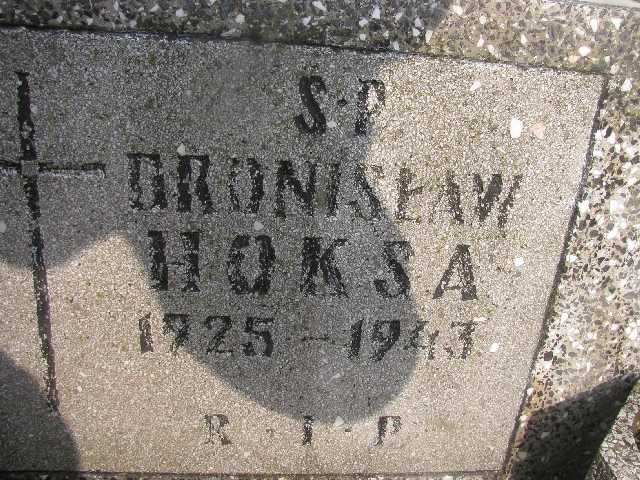 Ś·P
BRONISŁAW
HOKSA
1925-1943
R·I·P